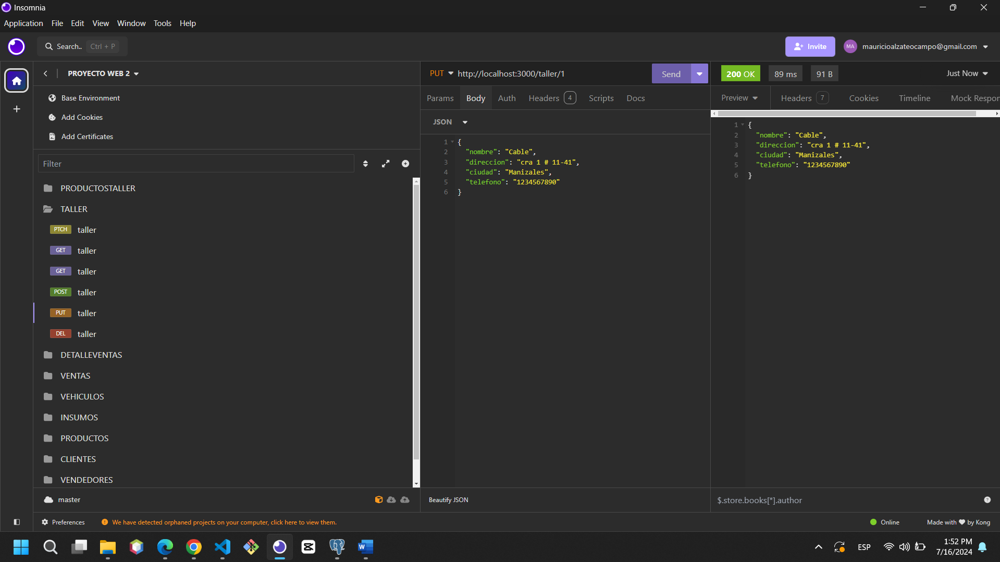 Insomnia
Application File Edit View Window Tools Help
Search.. Ctrl + P
Invite
MA mauricioalzateocampo@gmail.com
PROYECTO WEB 2
Base Environment
Add Cookies
Add Certificates
Filter
PRODUCTOSTALLER
TALLER
PTCH taller
GET taller
GET taller
POST taller
PUT taller
DEL taller
DETALLEVENTAS
VENTAS
VEHICULOS
INSUMOS
PRODUCTOS
CLIENTES
VENDEDORES
master
PUT http://localhost:3000/taller/1 Send
Params Body Auth Headers 4 Scripts Docs
JSON
1 {
2 "nombre": "Cable",
3 "direccion": "cra 1 # 11-41",
4 "ciudad": "Manizales",
5 "telefono": "1234567890"
6 }
Beautify JSON
200 OK 89 ms 91 B Just Now
Preview Headers 7 Cookies Timeline Mock Respor
1 {
2 "nombre": "Cable",
3 "direccion": "cra 1 # 11-41",
4 "ciudad": "Manizales",
5 "telefono": "1234567890"
6 }
$.store.books[*].author
Preferences We have detected orphaned projects on your computer, click here to view them.
Online Made with by Kong
W
ESP
1:52 PM
7/16/2024